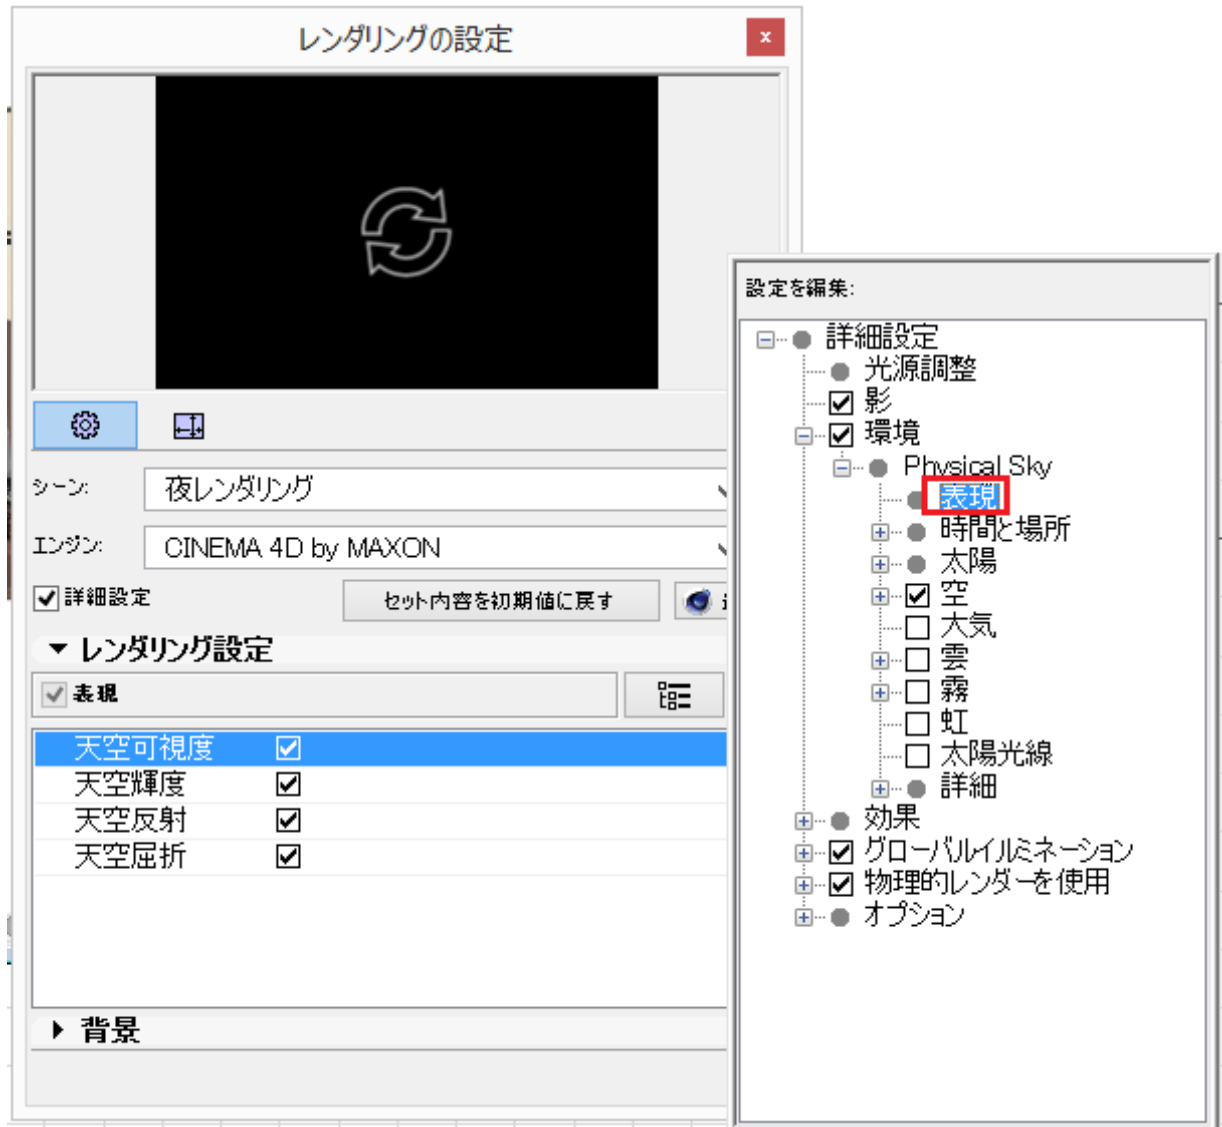 レンダリングの設定
x
シーン:
夜レンダリング
エンジン:
CINEMA 4D by MAXON
詳細設定
セット内容を初期値に戻す
レンダリング設定
表現
天空可視度
天空輝度
天空反射
天空屈折
背景
設定を編集:
詳細設定
光源調整
影
環境
Physical Sky
表現
時間と場所
太陽
空
大気
雲
霧
虹
太陽光線
詳細
効果
グローバルイルミネーション
物理的レンダーを使用
オプション